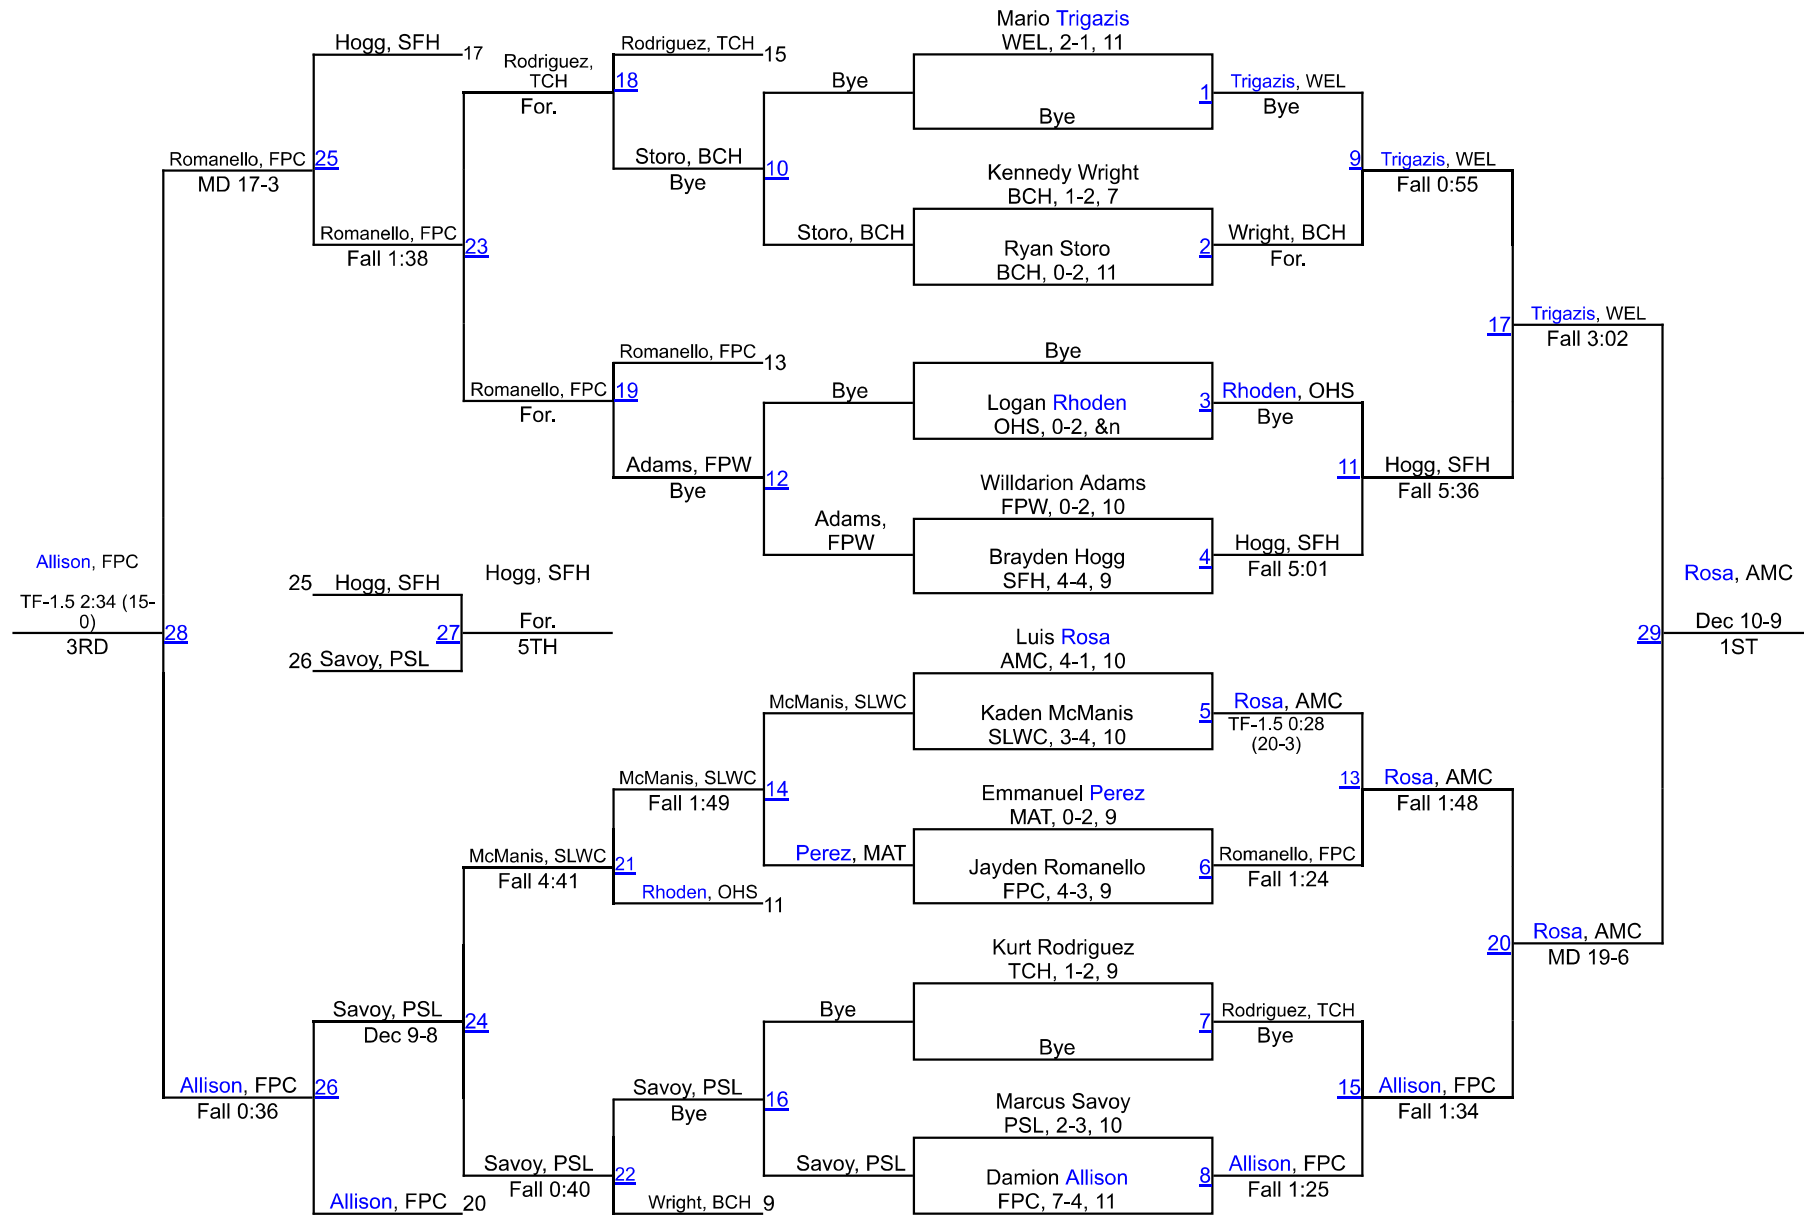 Mario Trigazis
WEL, 2-1, 11
Hogg, SFH
17
Rodriguez, TCH
15
Rodriguez,
TCH
For.
18
Bye
1
Trigazis, WEL
Bye
Bye
Storo, BCH
Bye
10
Romanello, FPC
MD 17-3
25
Kennedy Wright
BCH, 1-2, 7
9
Trigazis, WEL
Fall 0:55
Romanello, FPC
Fall 1:38
23
Storo, BCH
Ryan Storo
BCH, 0-2, 11
2
Wright, BCH
For.
17
Trigazis, WEL
Fall 3:02
Romanello, FPC
13
Bye
Romanello, FPC
For.
19
Bye
Logan Rhoden
OHS, 0-2, &n
3
Rhoden, OHS
Bye
Adams, FPW
Bye
12
Willdarion Adams
FPW, 0-2, 10
11
Hogg, SFH
Fall 5:36
Adams,
FPW
Brayden Hogg
SFH, 4-4, 9
4
Hogg, SFH
Fall 5:01
Allison, FPC
TF-1.5 2:34 (15-
0)
3RD
28
25
Hogg, SFH
26
Savoy, PSL
27
Hogg, SFH
For.
5TH
29
Rosa, AMC
Dec 10-9
1ST
Luis Rosa
AMC, 4-1, 10
McManis, SLWC
Kaden McManis
SLWC, 3-4, 10
5
Rosa, AMC
TF-1.5 0:28
(20-3)
McManis, SLWC
Fall 1:49
14
Emmanuel Perez
MAT, 0-2, 9
13
Rosa, AMC
Fall 1:48
McManis, SLWC
Fall 4:41
21
Perez, MAT
Jayden Romanello
FPC, 4-3, 9
6
Romanello, FPC
Fall 1:24
Rhoden, OHS
11
Kurt Rodriguez
TCH, 1-2, 9
20
Rosa, AMC
MD 19-6
Savoy, PSL
Dec 9-8
24
Bye
Bye
7
Rodriguez, TCH
Bye
Allison, FPC
Fall 0:36
26
Savoy, PSL
Bye
16
Marcus Savoy
PSL, 2-3, 10
15
Allison, FPC
Fall 1:34
Savoy, PSL
Fall 0:40
22
Savoy, PSL
Damion Allison
FPC, 7-4, 11
8
Allison, FPC
Fall 1:25
Allison, FPC
20
Wright, BCH
9